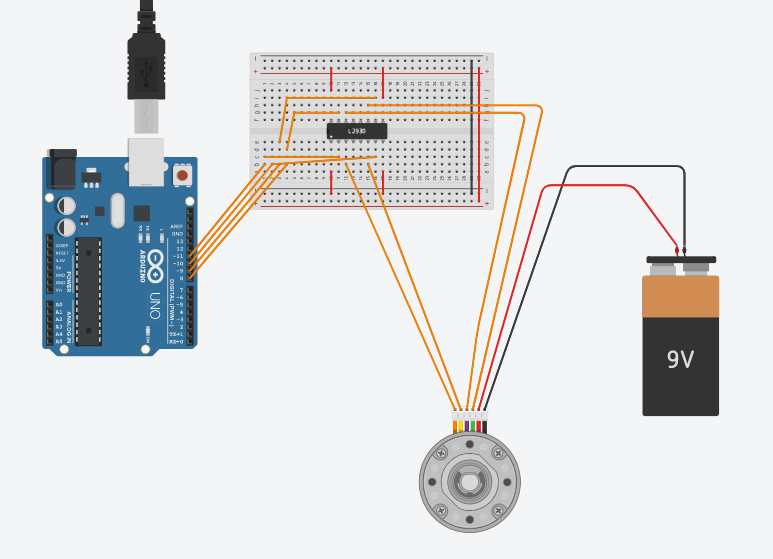 L293D
AREF
GND
13
12
~11
~10
~9
8
7
~6
~5
4
~3
2
TX→1
RX←0
DIGITAL (PWM~)
IOREF
RESET
3.3V
5V
GND
GND
Vin
POWER
A0
A1
A2
A3
A4
A5
ANALOG IN
ARDUINO
UNO
L
TX
RX
ON
9V